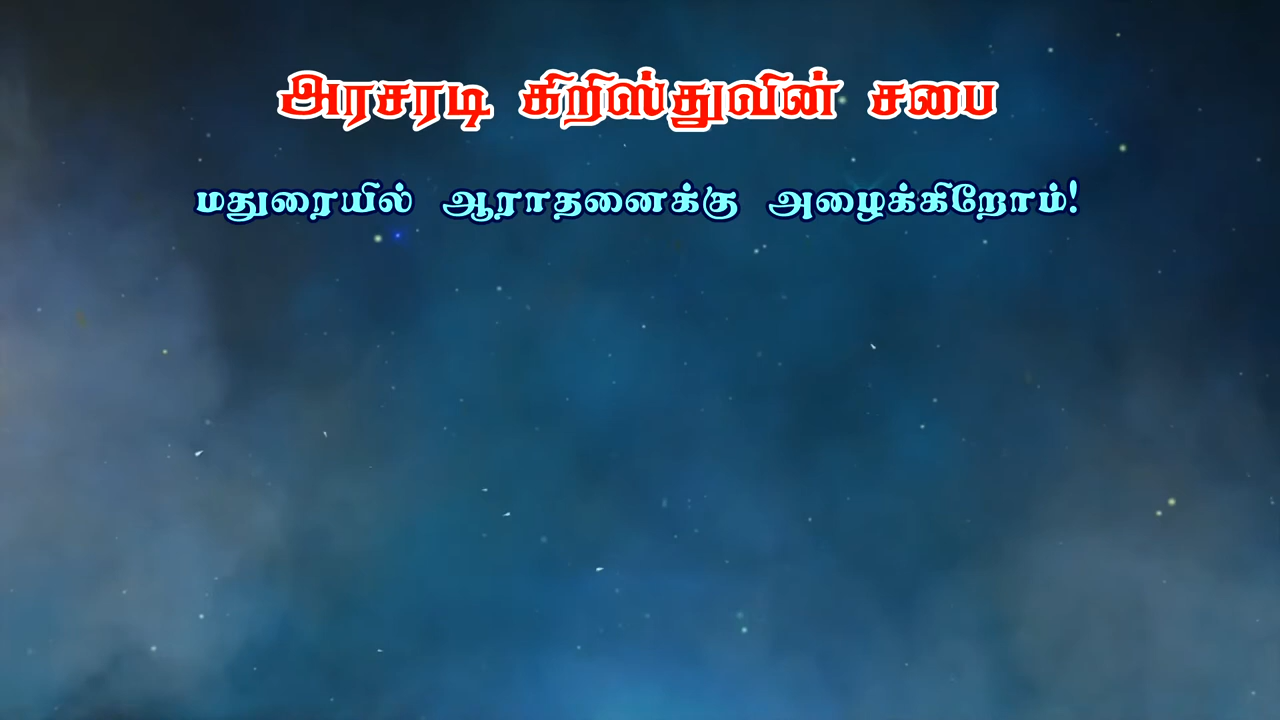 அரசரடி கிறிஸ்துவின் சபை
மதுரையில் ஆராதனைக்கு அழைக்கிறோம்!